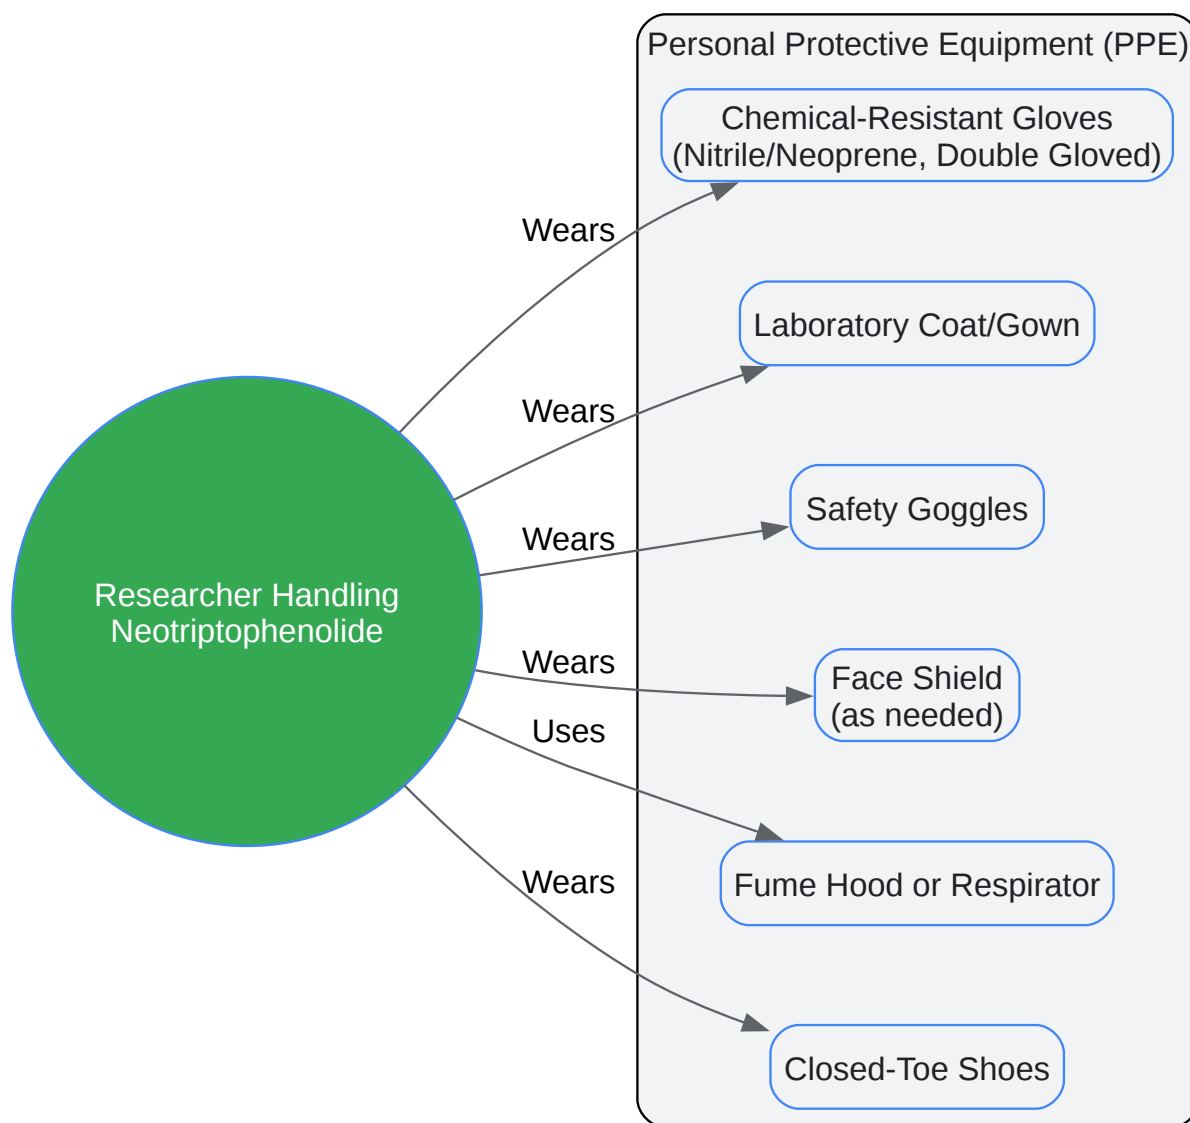 Personal Protective Equipment (PPE)
Chemical-Resistant Gloves
(Nitrile/Neoprene, Double Gloved)
Wears
Laboratory Coat/Gown
Wears
Safety Goggles
Wears
Researcher Handling
Neotriptophenolide
Wears
Face Shield
(as needed)
Uses
Fume Hood or Respirator
Wears
Closed-Toe Shoes